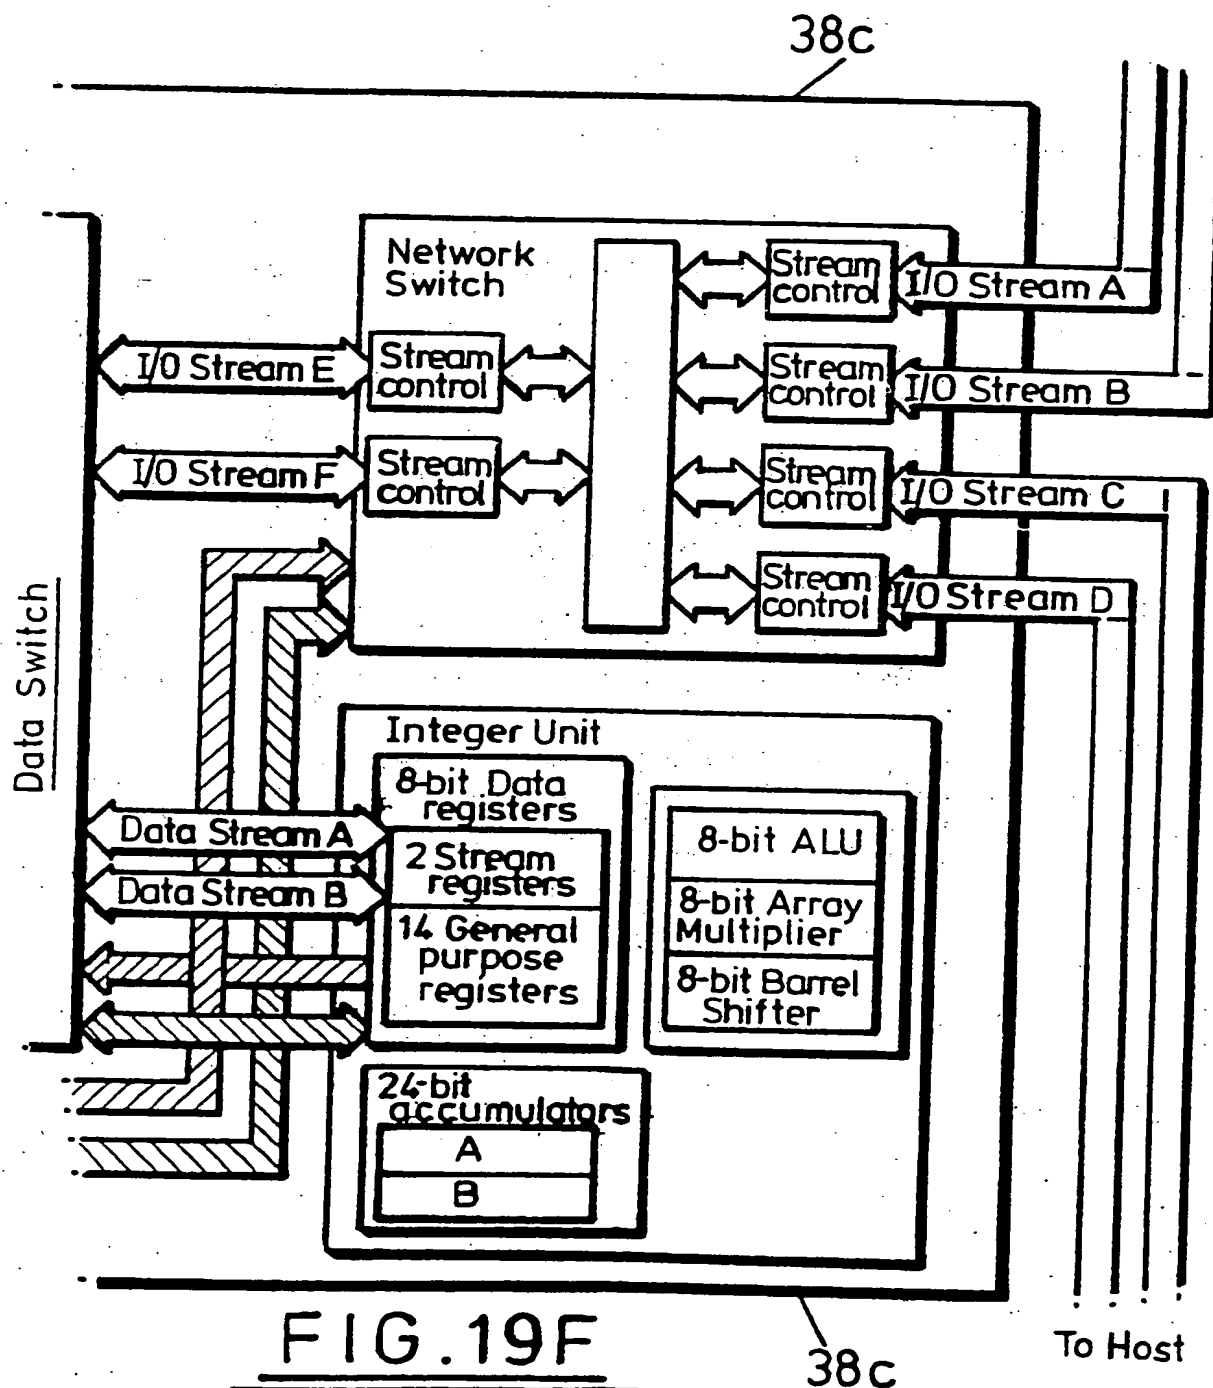 38c
Network
Switch
Stream
control
I/O Stream A
Stream
control
I/O Stream B
I/O Stream E
Stream
control
I/O Stream F
Stream
control
Stream
control
I/O Stream C
Stream
control
I/O Stream D
Data Switch
Integer Unit
8-bit Data
registers
Data Stream A
2 Stream
registers
Data Stream B
14 General
purpose
registers
8-bit ALU
8-bit Array
Multiplier
8-bit Barrel
Shifter
24-bit
accumulators
A
B
FIG.19F
38c
To Host